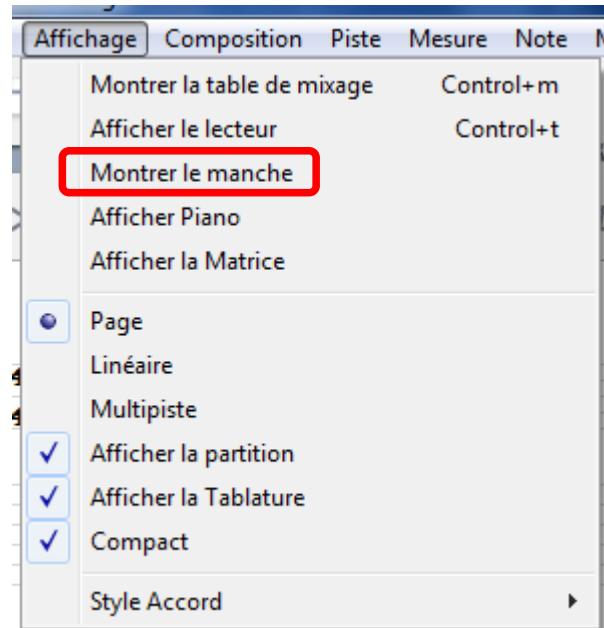 Affichage Composition Piste Mesure Note
Montrer la table de mixage Control+m
Afficher le lecteur Control+t
Montrer le manche
Afficher Piano
Afficher la Matrice
Page
Linéaire
Multipiste
Afficher la partition
Afficher la Tablature
Compact
Style Accord